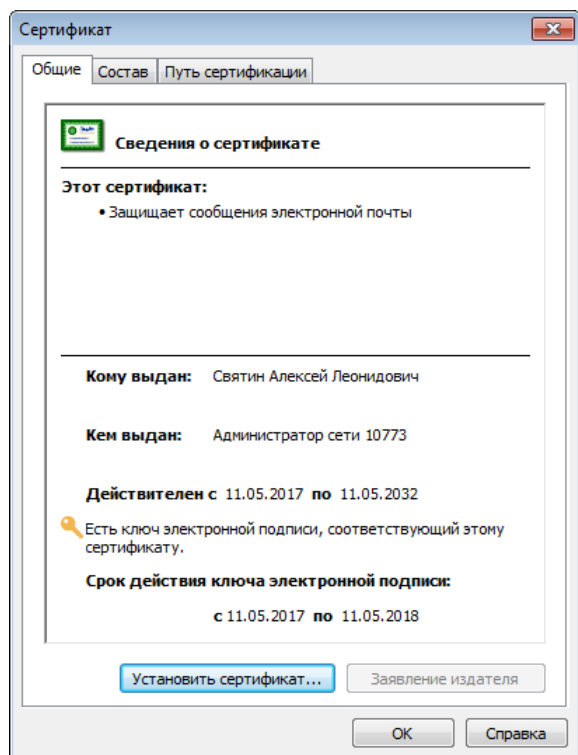 Сертификат
Общие Состав Путь сертификации
Сведения о сертификате
Этот сертификат:
• Защищает сообщения электронной почты
Кому выдан: Святин Алексей Леонидович
Кем выдан: Администратор сети 10773
Действителен с 11.05.2017 по 11.05.2032
Есть ключ электронной подписи, соответствующий этому
сертификату.
Срок действия ключа электронной подписи:
с 11.05.2017 по 11.05.2018
Установить сертификат... Заявление издателя
ОК Справка